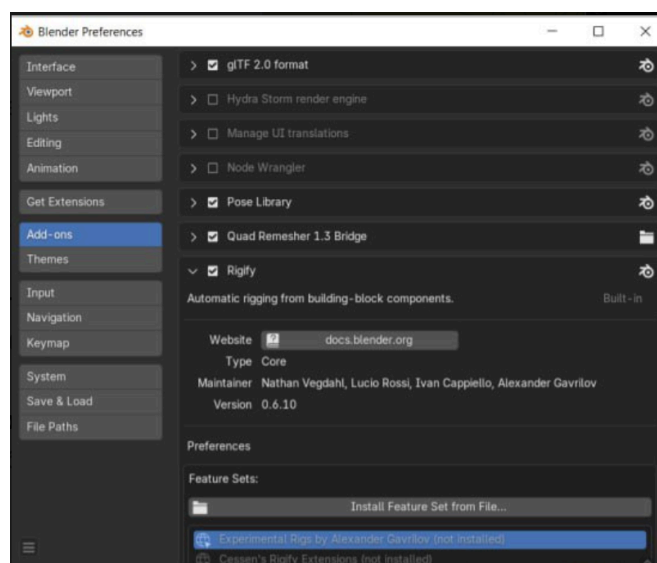 Blender Preferences
Interface
Viewport
Lights
Editing
Animation
Get Extensions
Add-ons
Themes
Input
Navigation
Keymap
System
Save & Load
File Paths
glTF 2.0 format
Hydra Storm render engine
Manage UI translations
Node Wrangler
Pose Library
Quad Remesher 1.3 Bridge
Rigify
Automatic rigging from building-block components. Built-in
Website docs.blender.org
Type Core
Maintainer Nathan Vegdahl, Lucio Rossi, Ivan Cappiello, Alexander Gavrilov
Version 0.6.10
Preferences
Feature Sets:
Install Feature Set from File...
Experimental Rigs by Alexander Gavrilov (not installed)
Cessen's Rigify Extensions (not installed)